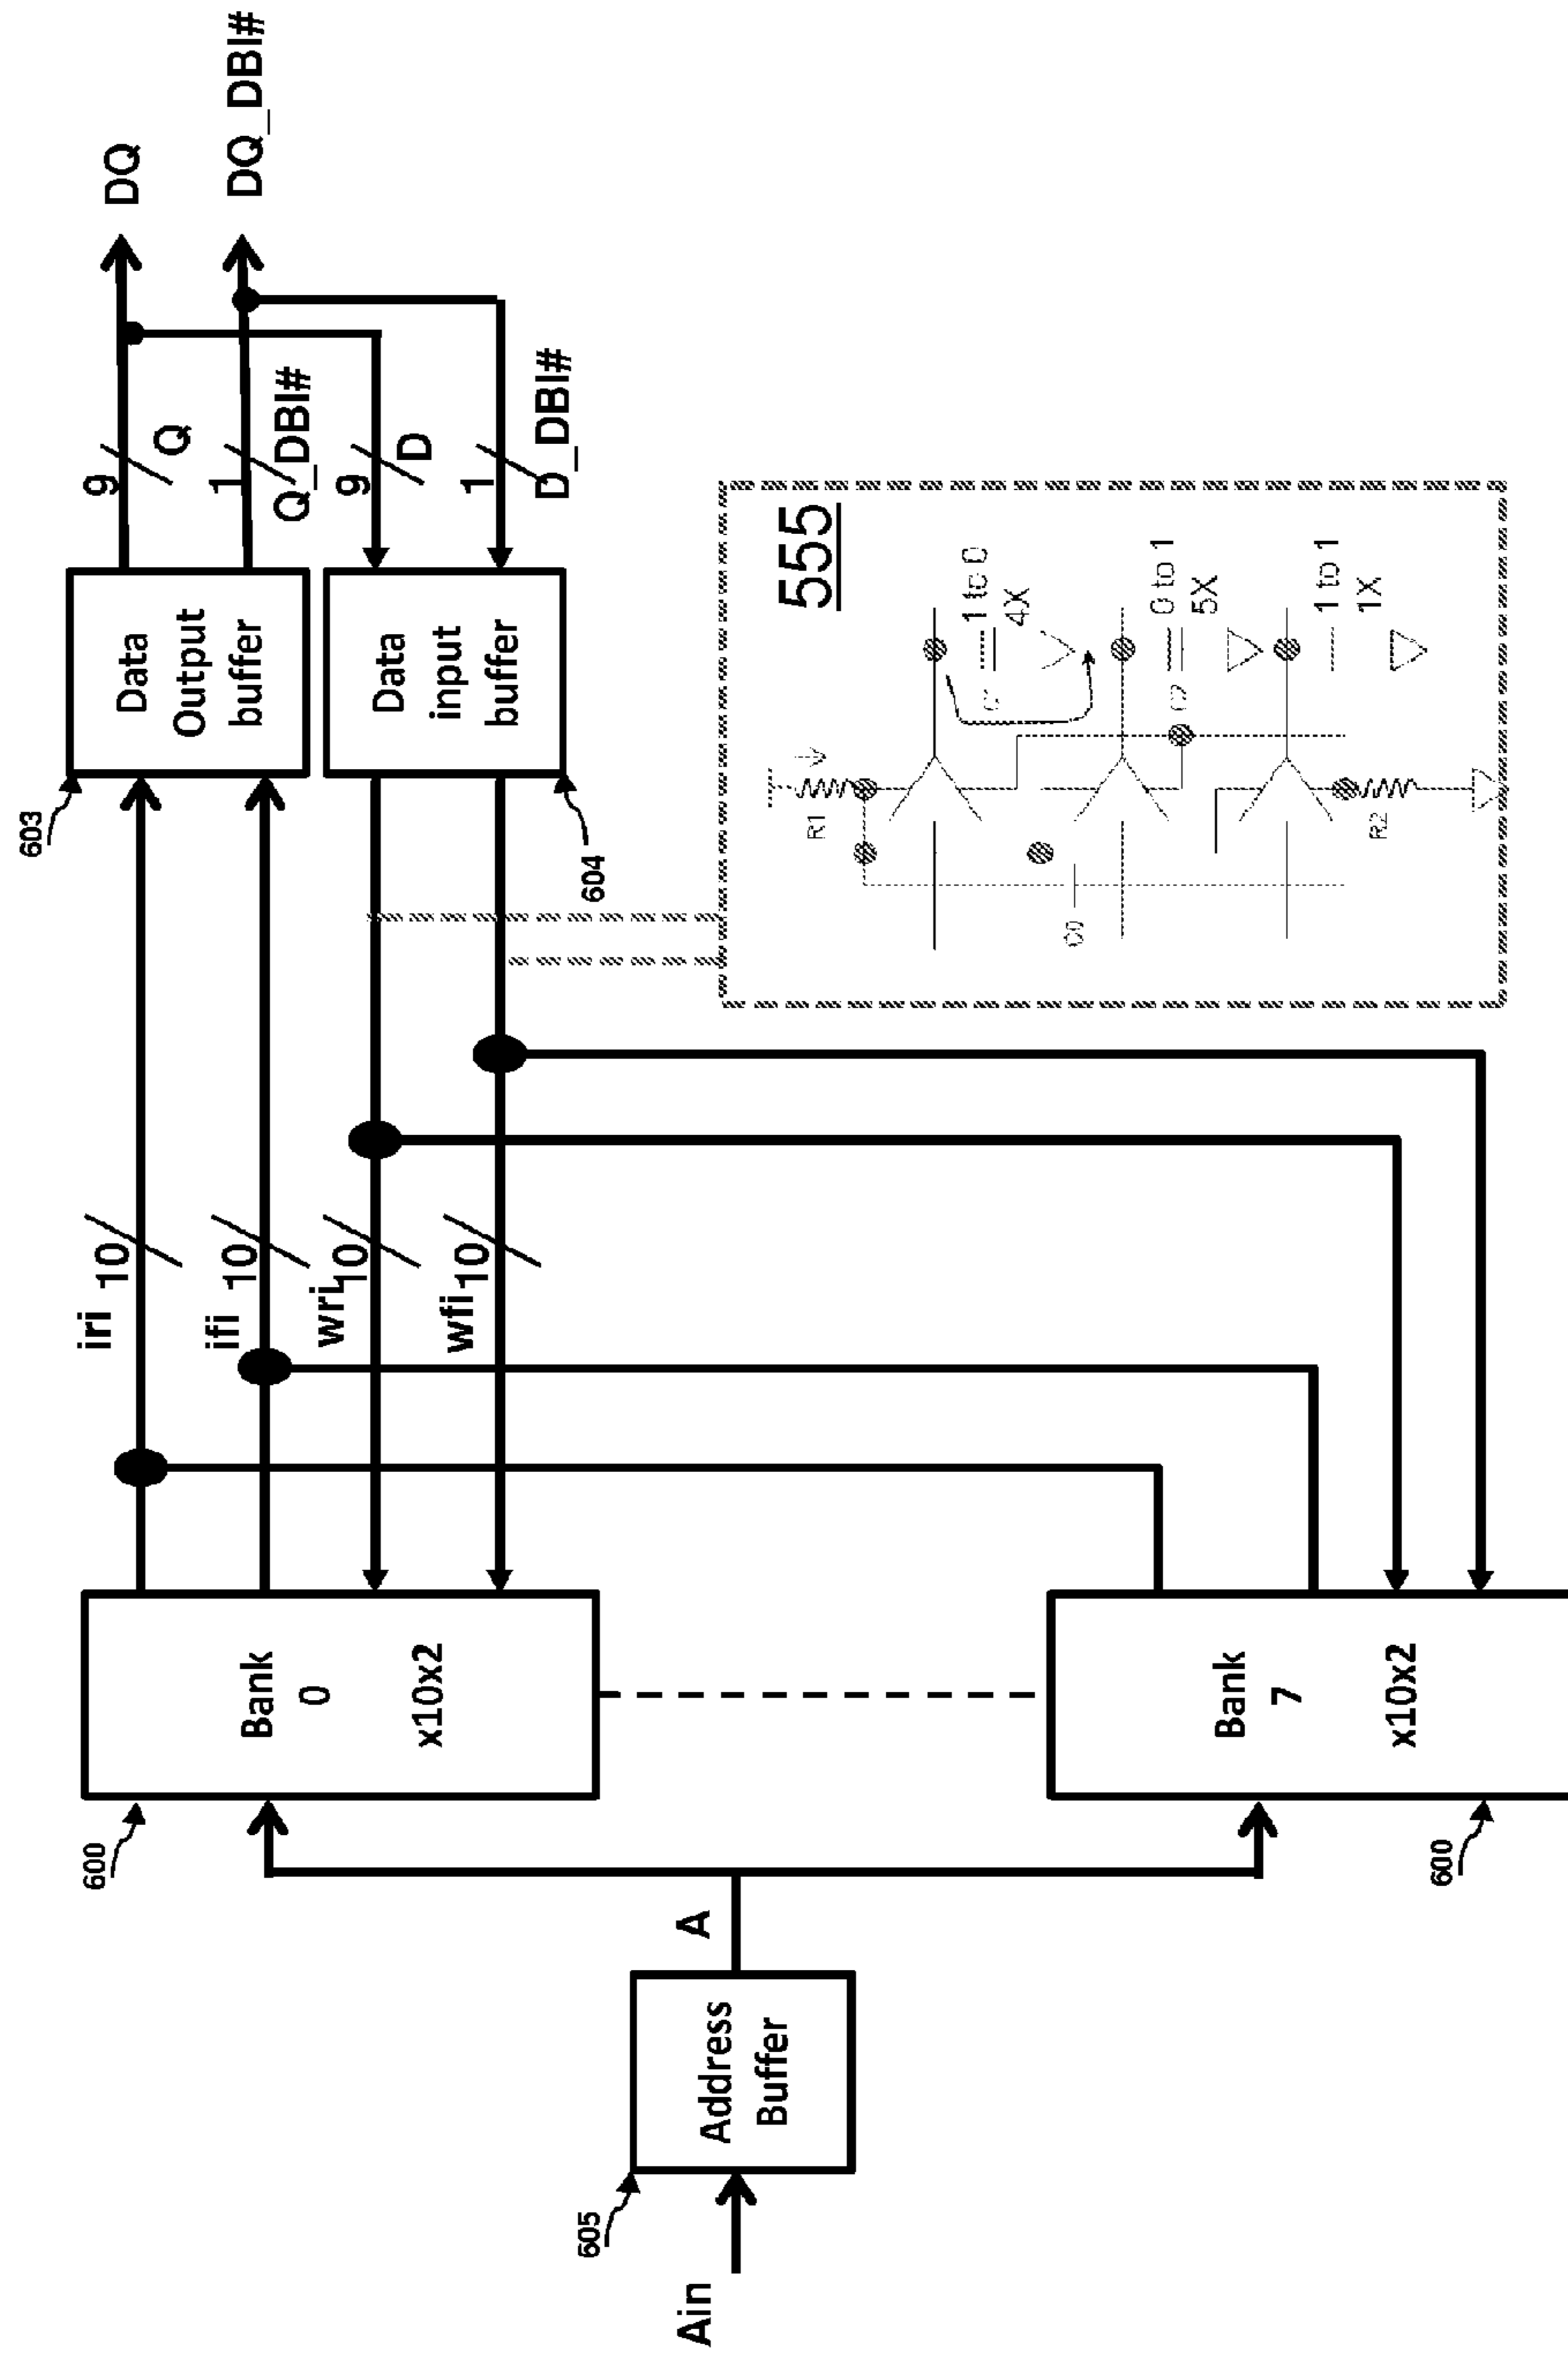 Ain
605
Address
Buffer
A
600
Bank
0
x10x2
600
Bank
7
x10x2
iri
10
ifi
10
wri
10
wfi
10
603
Data
Output
buffer
604
Data
input
buffer
9
Q
1
Q_DBI#
9
D
1
D_DBI#
DQ
DQ_DBI#
555
R1
C0
R2
1 to 0
4X
0 to 1
5X
1 to 1
1X